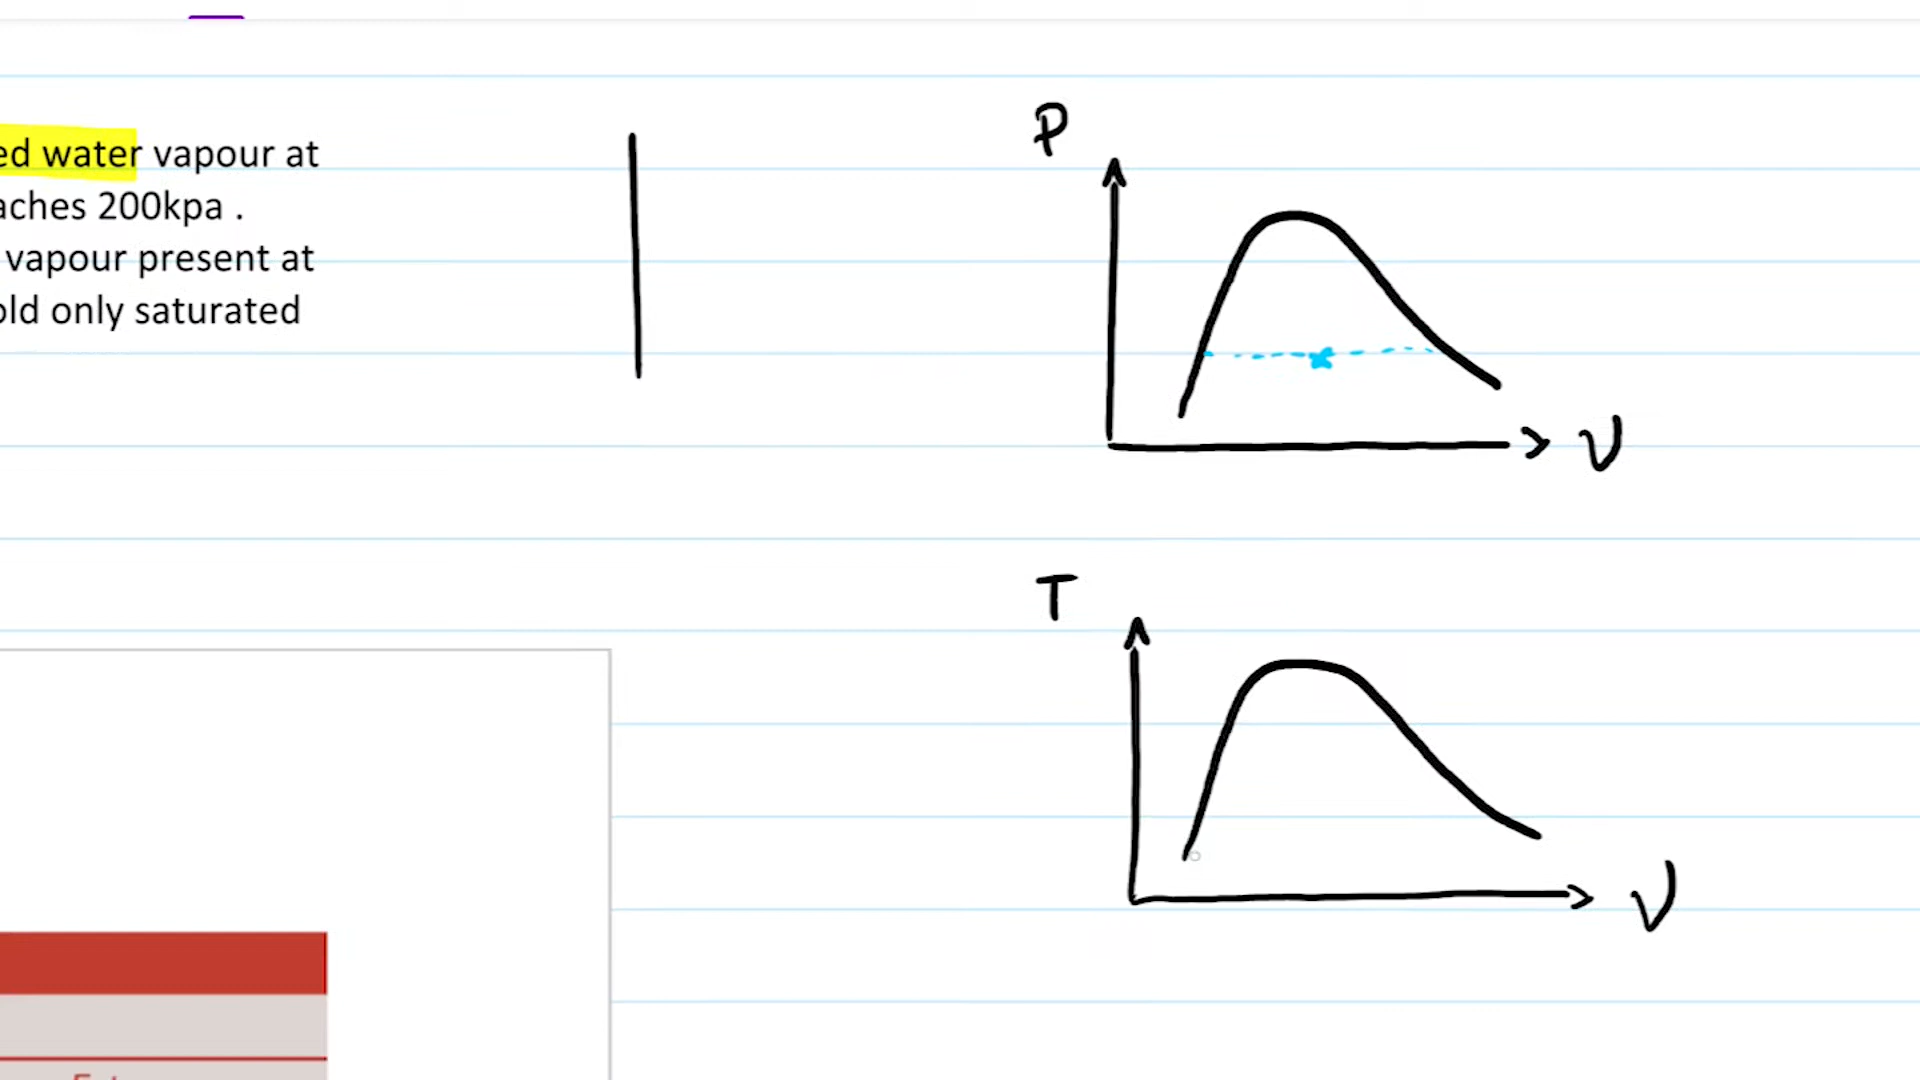 ed water vapour at
aches 200kpa .
vapour present at
old only saturated
P
V
T
V